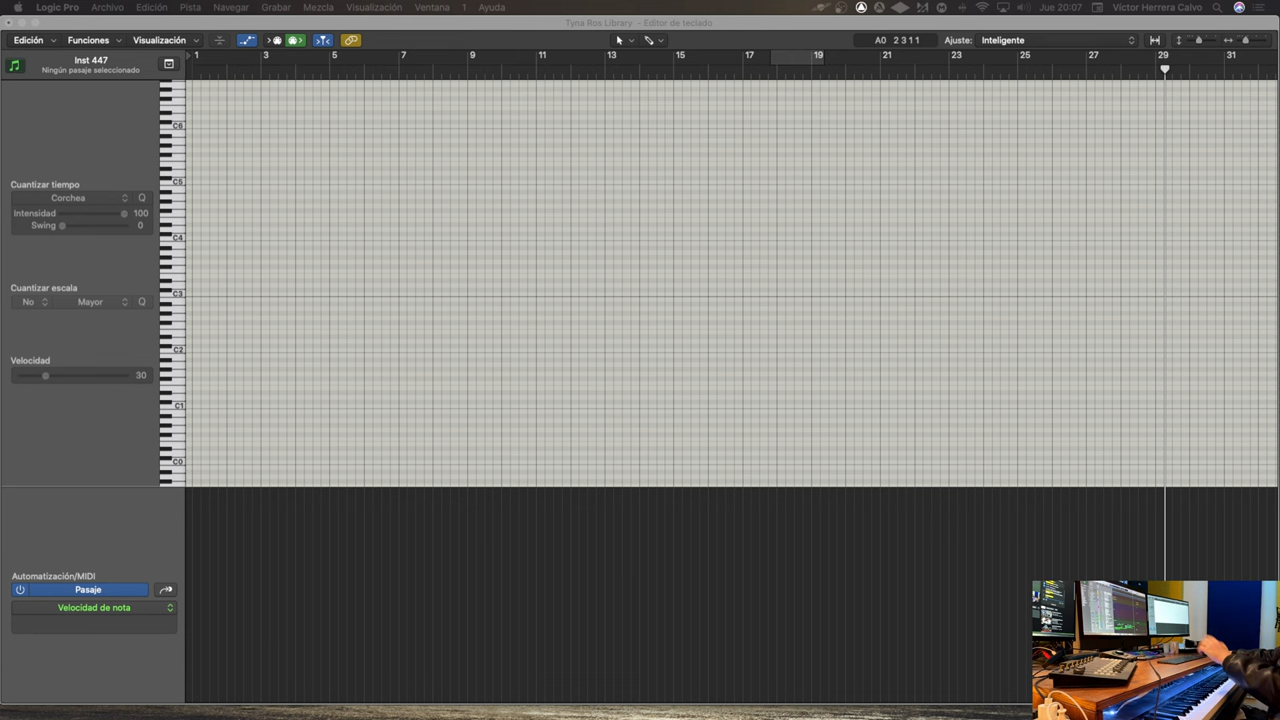 Logic Pro Archivo Edición Pista Navegar Grabar Mezcla Visualización Ventana 1 Ayuda Jue 20:07 Víctor Herrera Calvo
Tyna Ros Library - Editor de teclado
Edición Funciones Visualización A0 2 3 1 1 Ajuste: Inteligente
Inst 447
Ningún pasaje seleccionado
1 3 5 7 9 11 13 15 17 19 21 23 25 27 29 31
C6
C5
Cuantizar tiempo
Corchea Q
Intensidad 100
Swing 0
C4
Cuantizar escala
C3
No Mayor Q
C2
Velocidad
30
C1
C0
Automatización/MIDI
Pasaje
Velocidad de nota